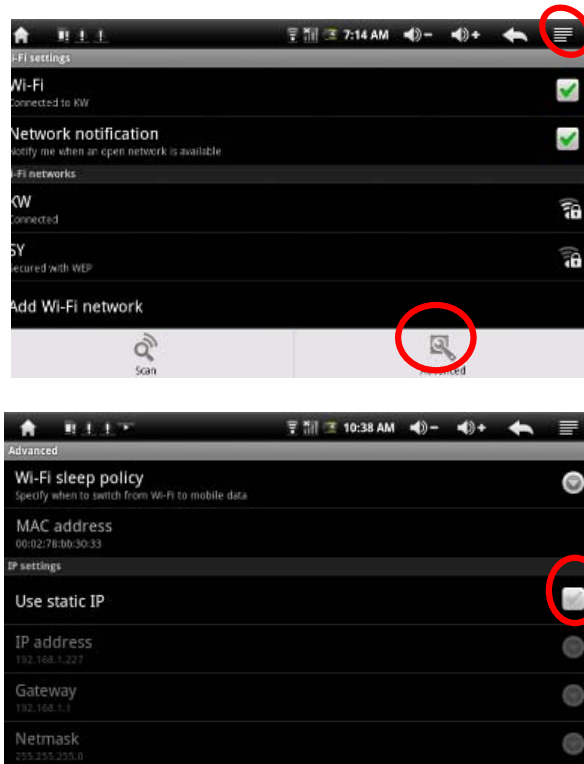 7:14 AM
-Fi settings
Wi-Fi
Connected to KW
Network notification
Notify me when an open network is available
-Fi networks
KW
Connected
SY
Secured with WEP
Add Wi-Fi network
Scan
Advanced
10:38 AM
Advanced
Wi-Fi sleep policy
Specify when to switch from Wi-Fi to mobile data
MAC address
00:02:78:bb:30:33
IP settings
Use static IP
IP address
192.168.1.227
Gateway
192.168.1.1
Netmask
255.255.255.0